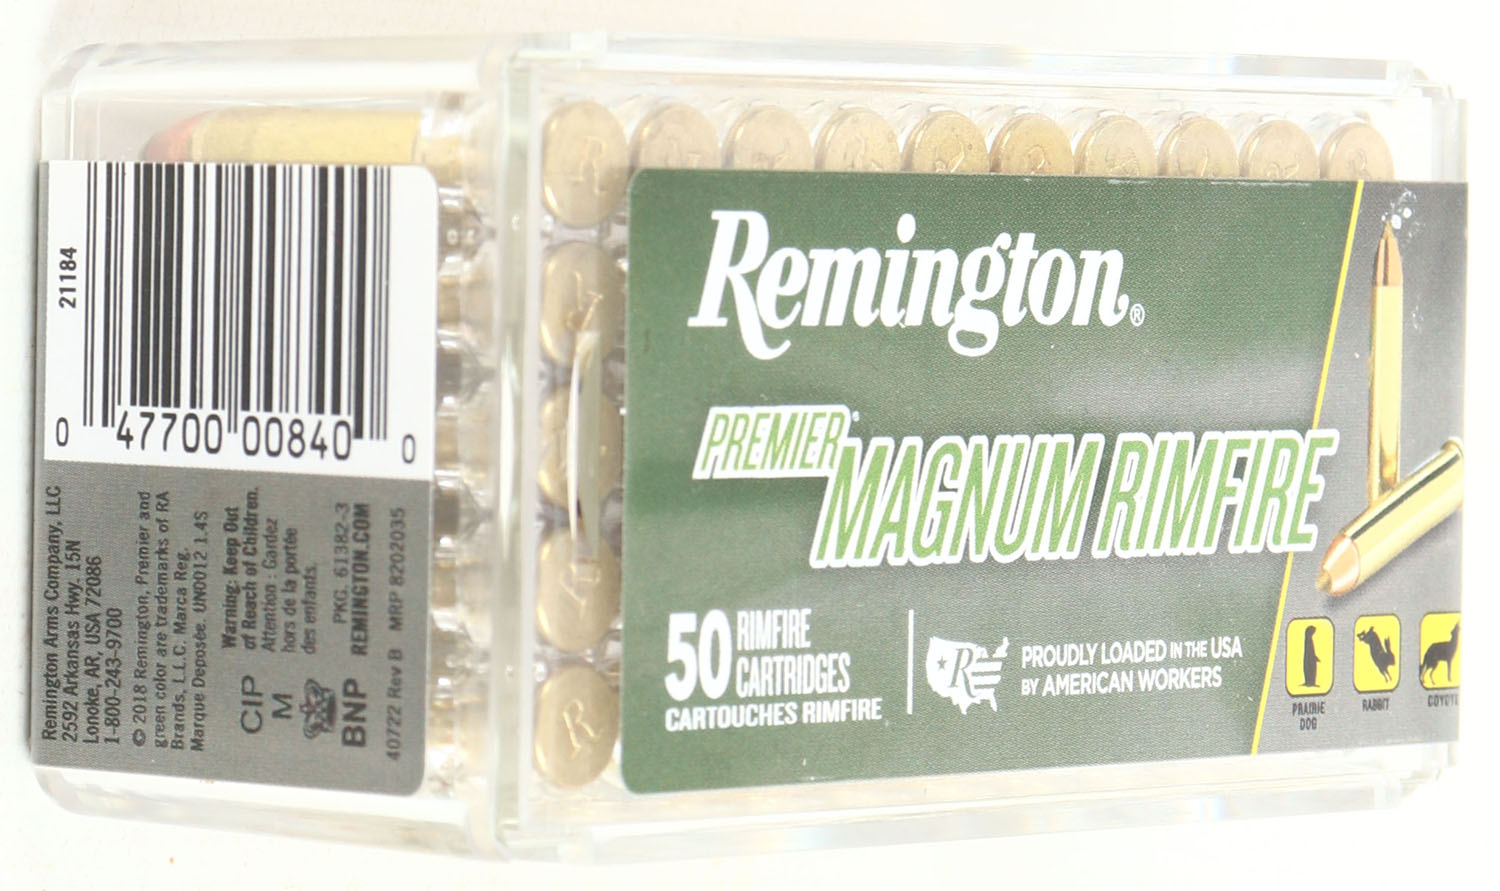 21184
0 47700 00840 0
Remington Arms Company, LLC
2592 Arkansas Hwy. 15N
Lonoke, AR, USA 72086
1-800-243-9700
© 2018 Remington, Premier and
green color are trademarks of RA
Brands, L.L.C. Marca Reg.
Marque Deposée. UN0012 1.4S
Warning: Keep Out
of Reach of Children.
Attention : Gardez
hors de la portée
des enfants.
CIP
M
BNP
PKG. 61382-3
REMINGTON.COM
40722 Rev B MRP 8202035
R
R
R
R
Remington®
PREMIER®
MAGNUM RIMFIRE
50 RIMFIRE
CARTRIDGES
CARTOUCHES RIMFIRE
R
PROUDLY LOADED IN THE USA
BY AMERICAN WORKERS
PRAIRIE
DOG
RABBIT
COYOTE